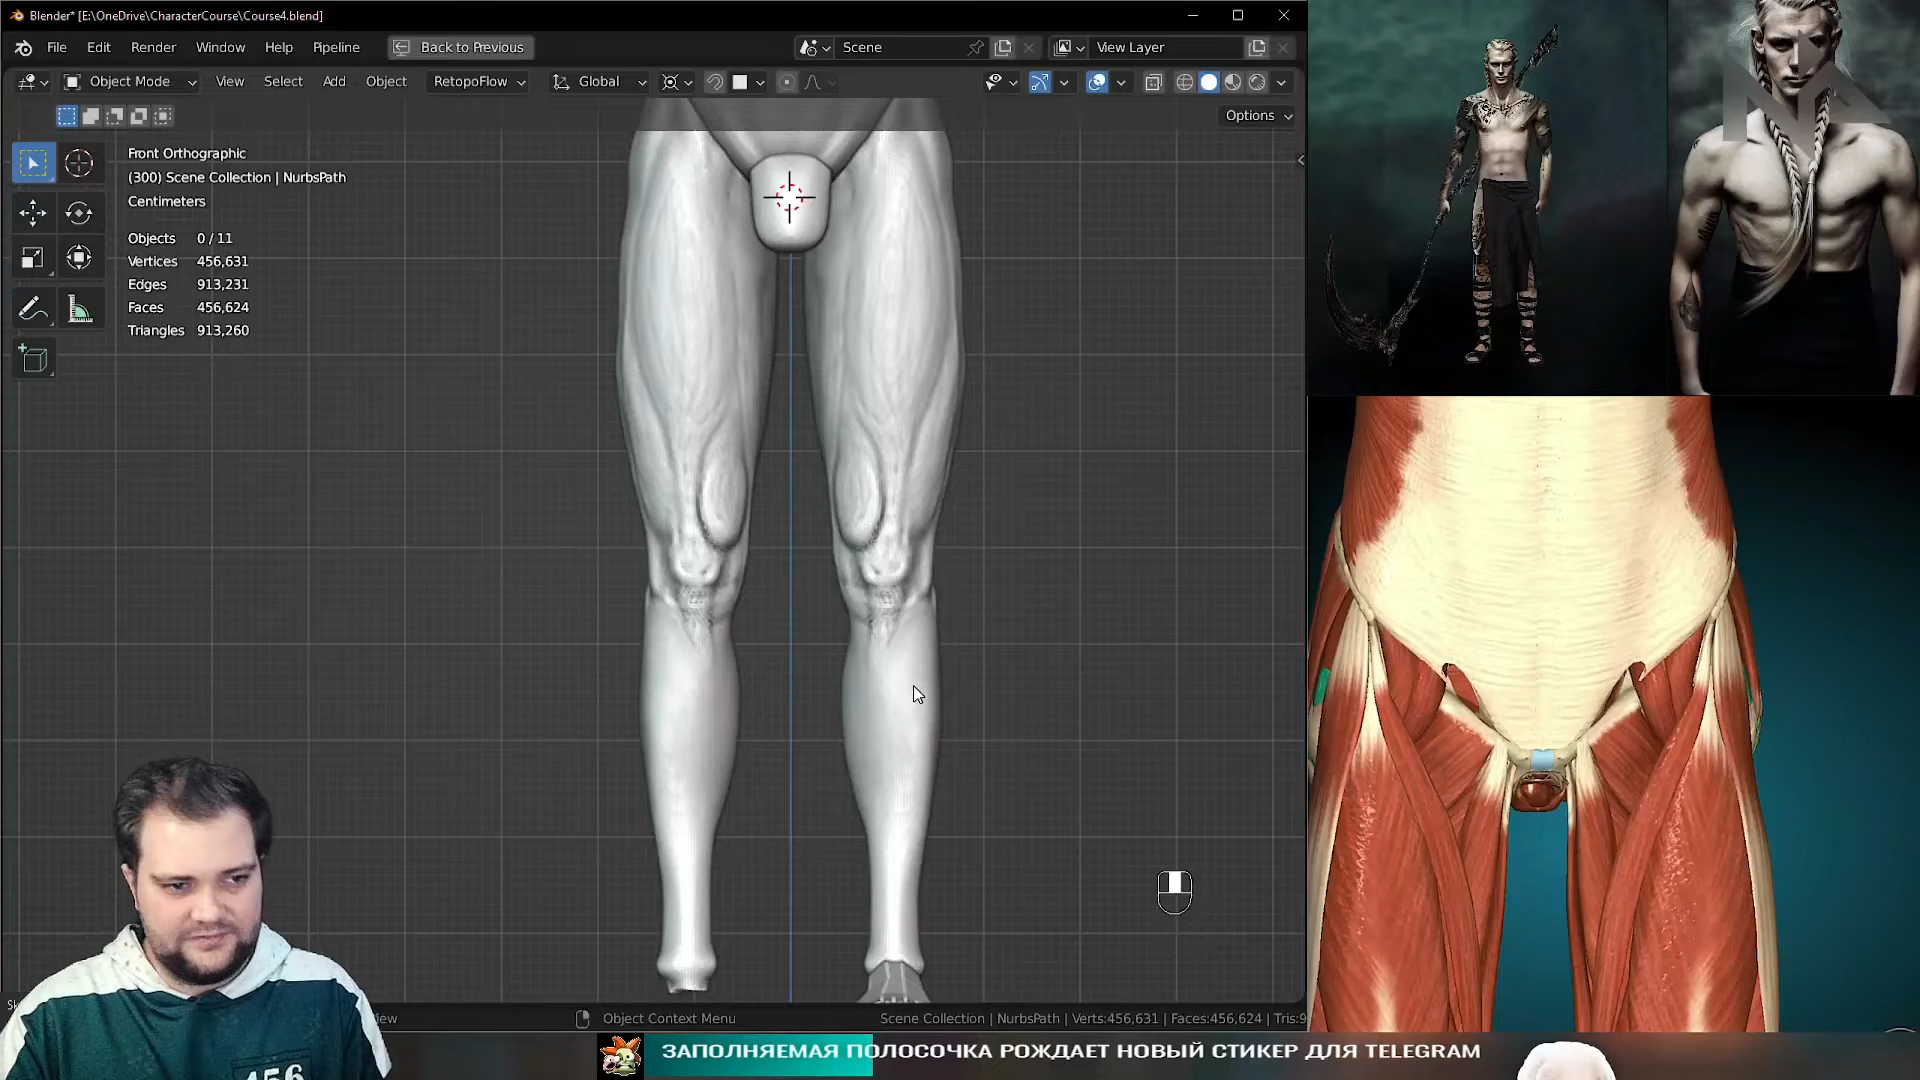 Blender* [E:\OneDrive\CharacterCourse\Course4.blend]
File Edit Render Window Help Pipeline Back to Previous Scene View Layer
Object Mode View Select Add Object RetopoFlow Global
Options
Front Orthographic
(300) Scene Collection | NurbsPath
Centimeters
Objects 0 / 11
Vertices 456,631
Edges 913,231
Faces 456,624
Triangles 913,260
Object Context Menu
Scene Collection | NurbsPath | Verts:456,631 | Faces:456,624 | Tris:9
ЗАПОЛНЯЕМАЯ ПОЛОСОЧКА РОЖДАЕТ НОВЫЙ СТИКЕР ДЛЯ TELEGRAM
456